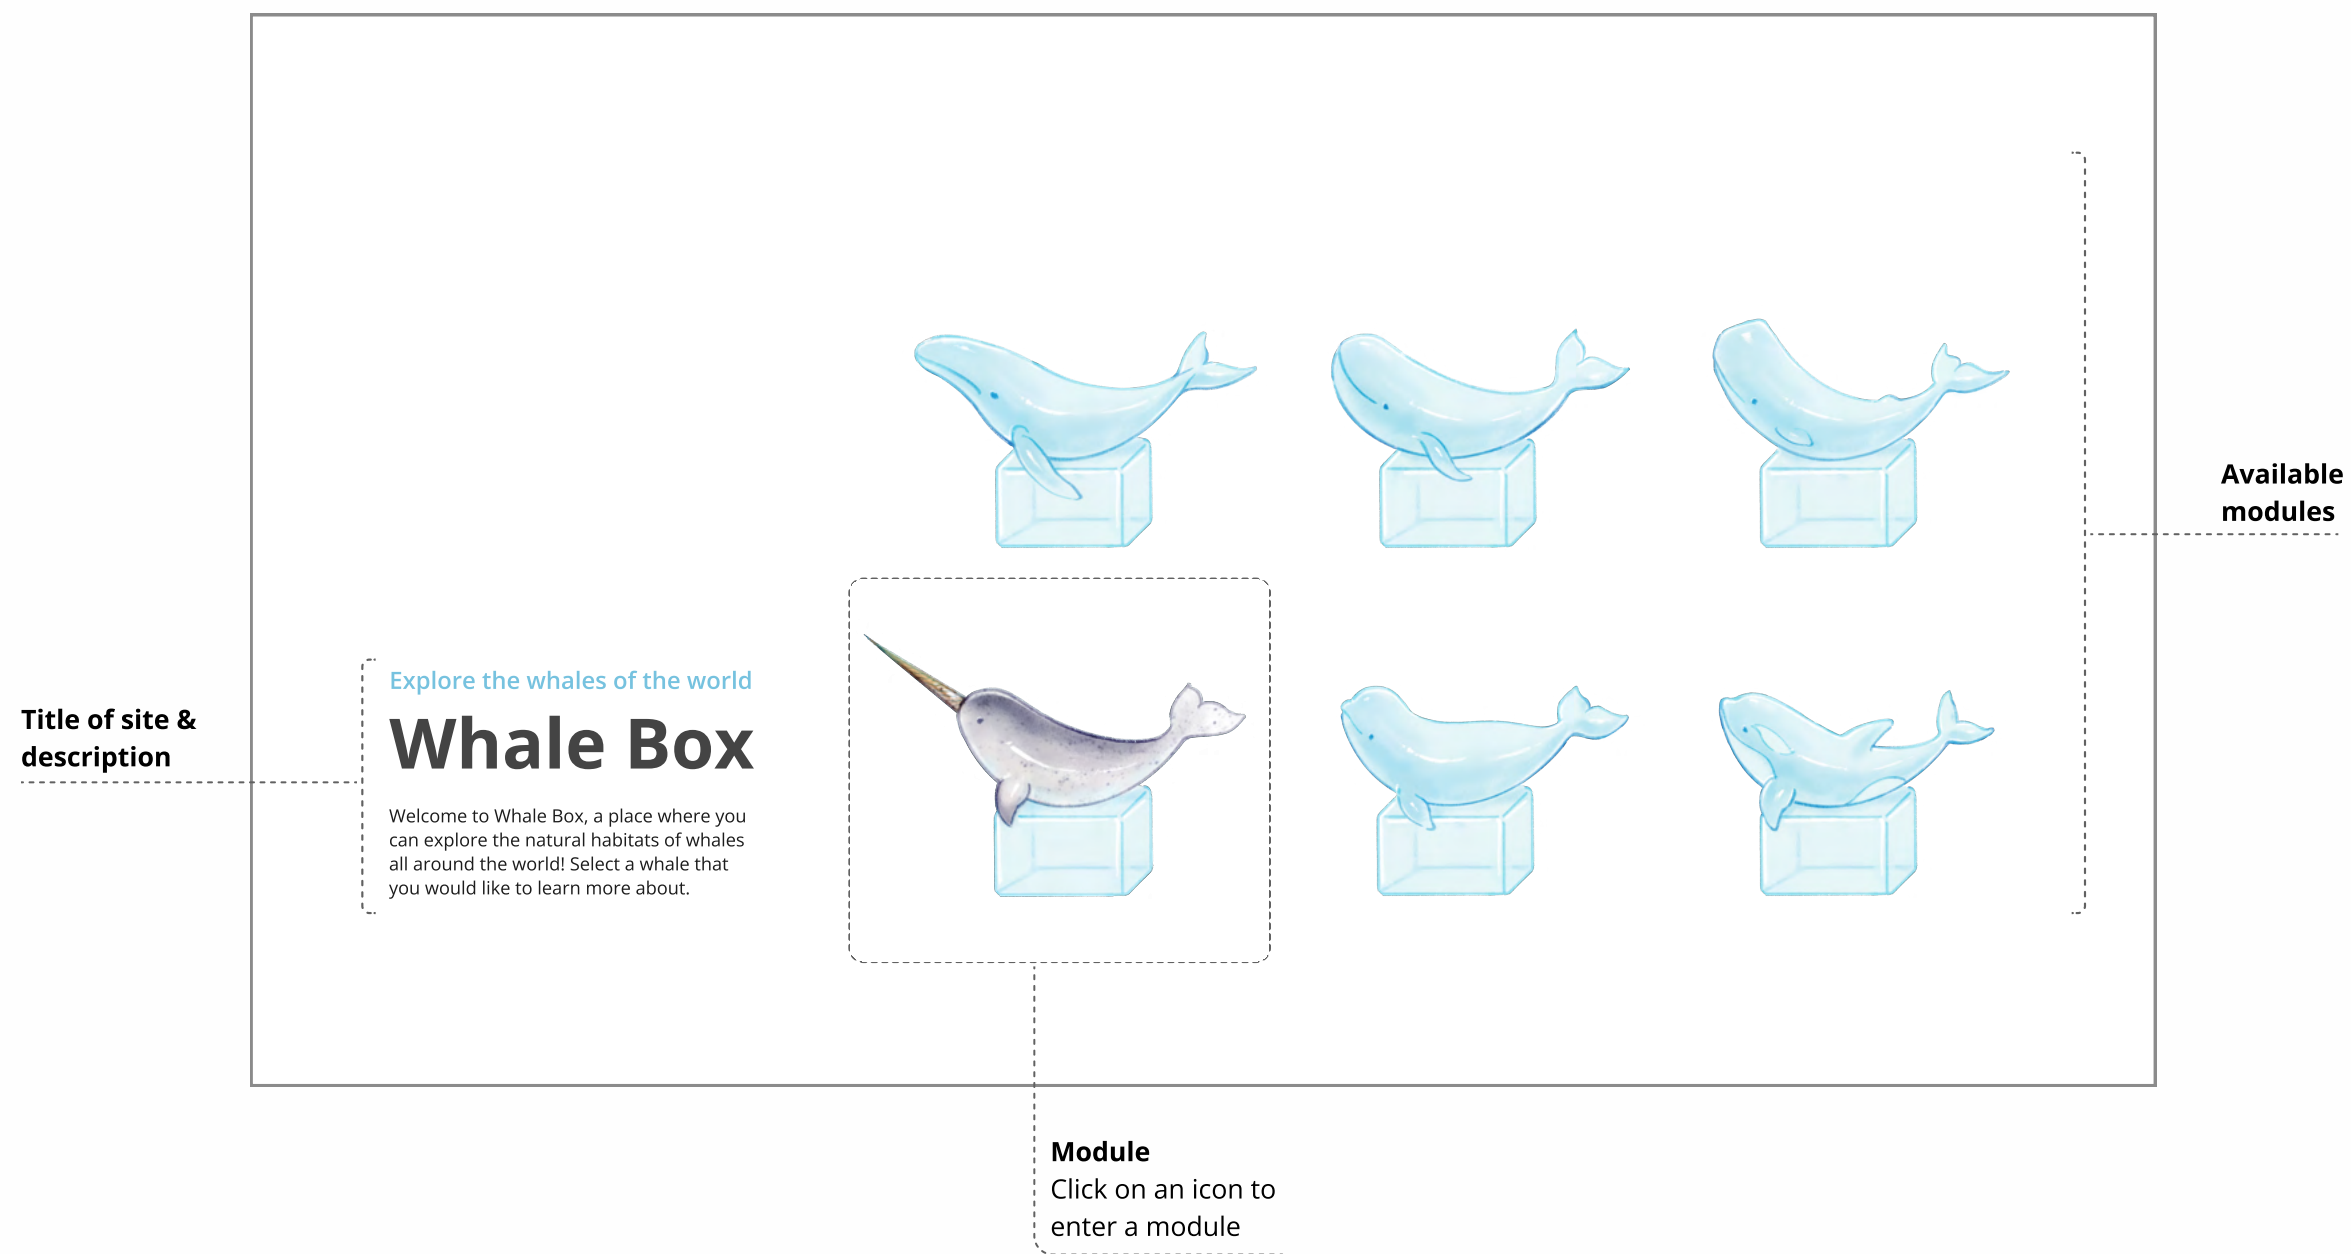 Available
modules
Title of site &
description
Explore the whales of the world
Whale Box
Welcome to Whale Box, a place where you
can explore the natural habitats of whales
all around the world! Select a whale that
you would like to learn more about.
Module
Click on an icon to
enter a module